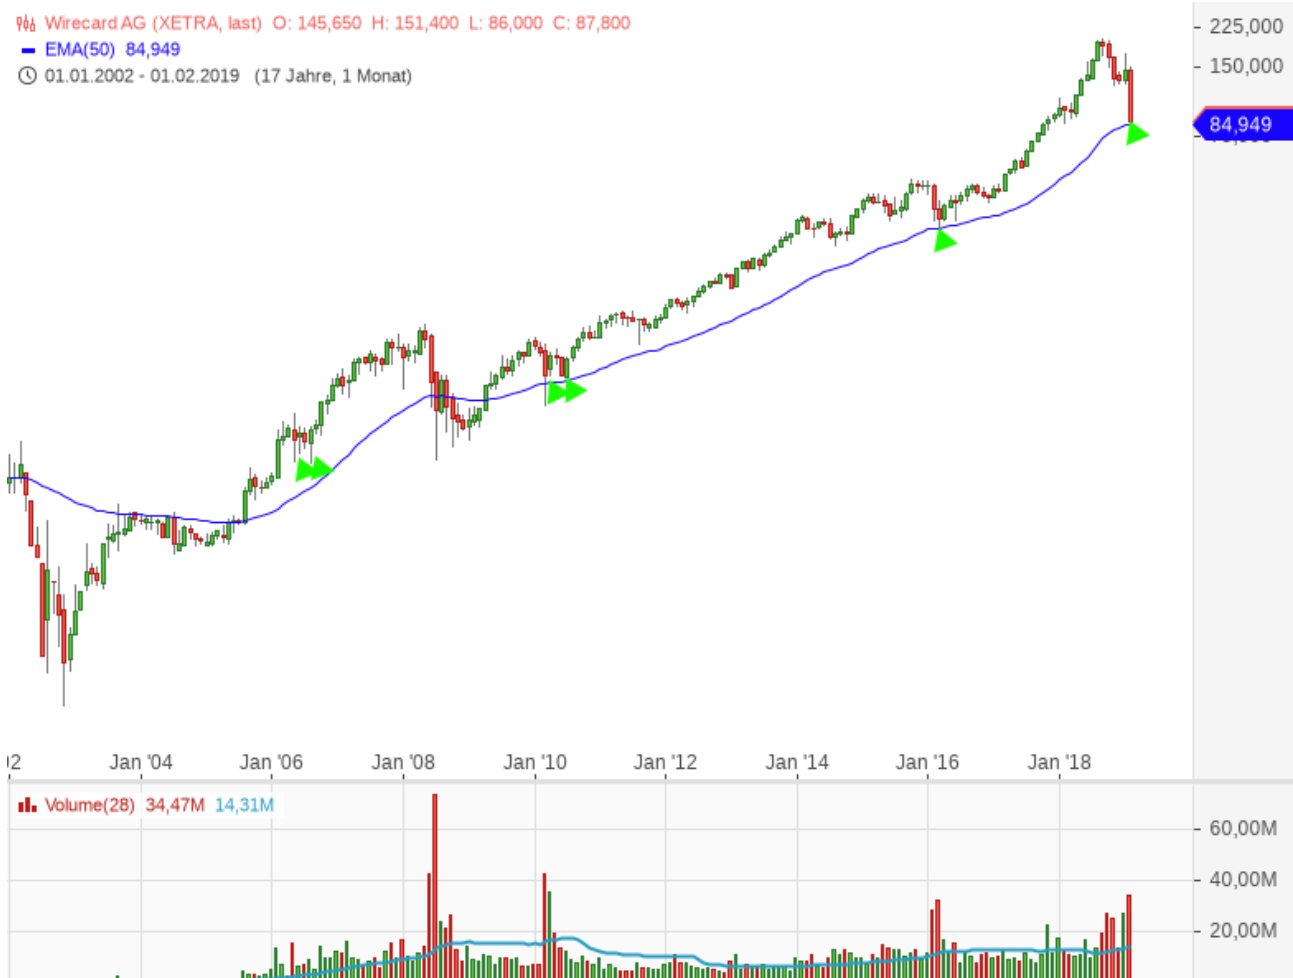 Wirecard AG (XETRA, last) O: 145,650 H: 151,400 L: 86,000 C: 87,800
EMA(50) 84,949
01.01.2002 - 01.02.2019 (17 Jahre, 1 Monat)
225,000
150,000
84,949
02 Jan '04 Jan '06 Jan '08 Jan '10 Jan '12 Jan '14 Jan '16 Jan '18
Volume(28) 34,47M 14,31M
60,00M
40,00M
20,00M